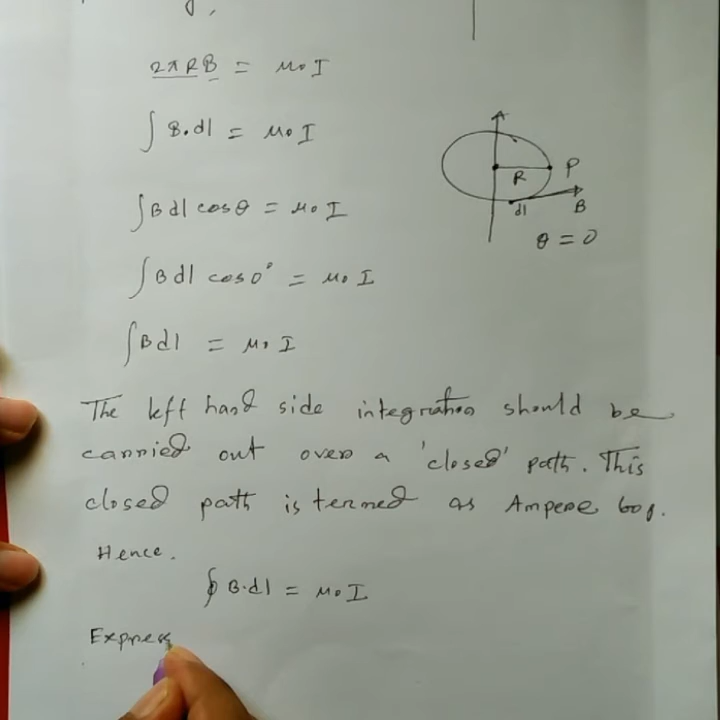 2πRB = μ₀I
∫ B.dl = μ₀I
∫B dl cosθ = μ₀I
∫B dl cos0° = μ₀I
∫B dl = μ₀I
R
P
dl
B
θ = 0
The left hand side integration should be
carried out over a 'closed' path. This
closed path is termed as Ampere loop.
Hence.
∮ B.dl = μ₀I
Express